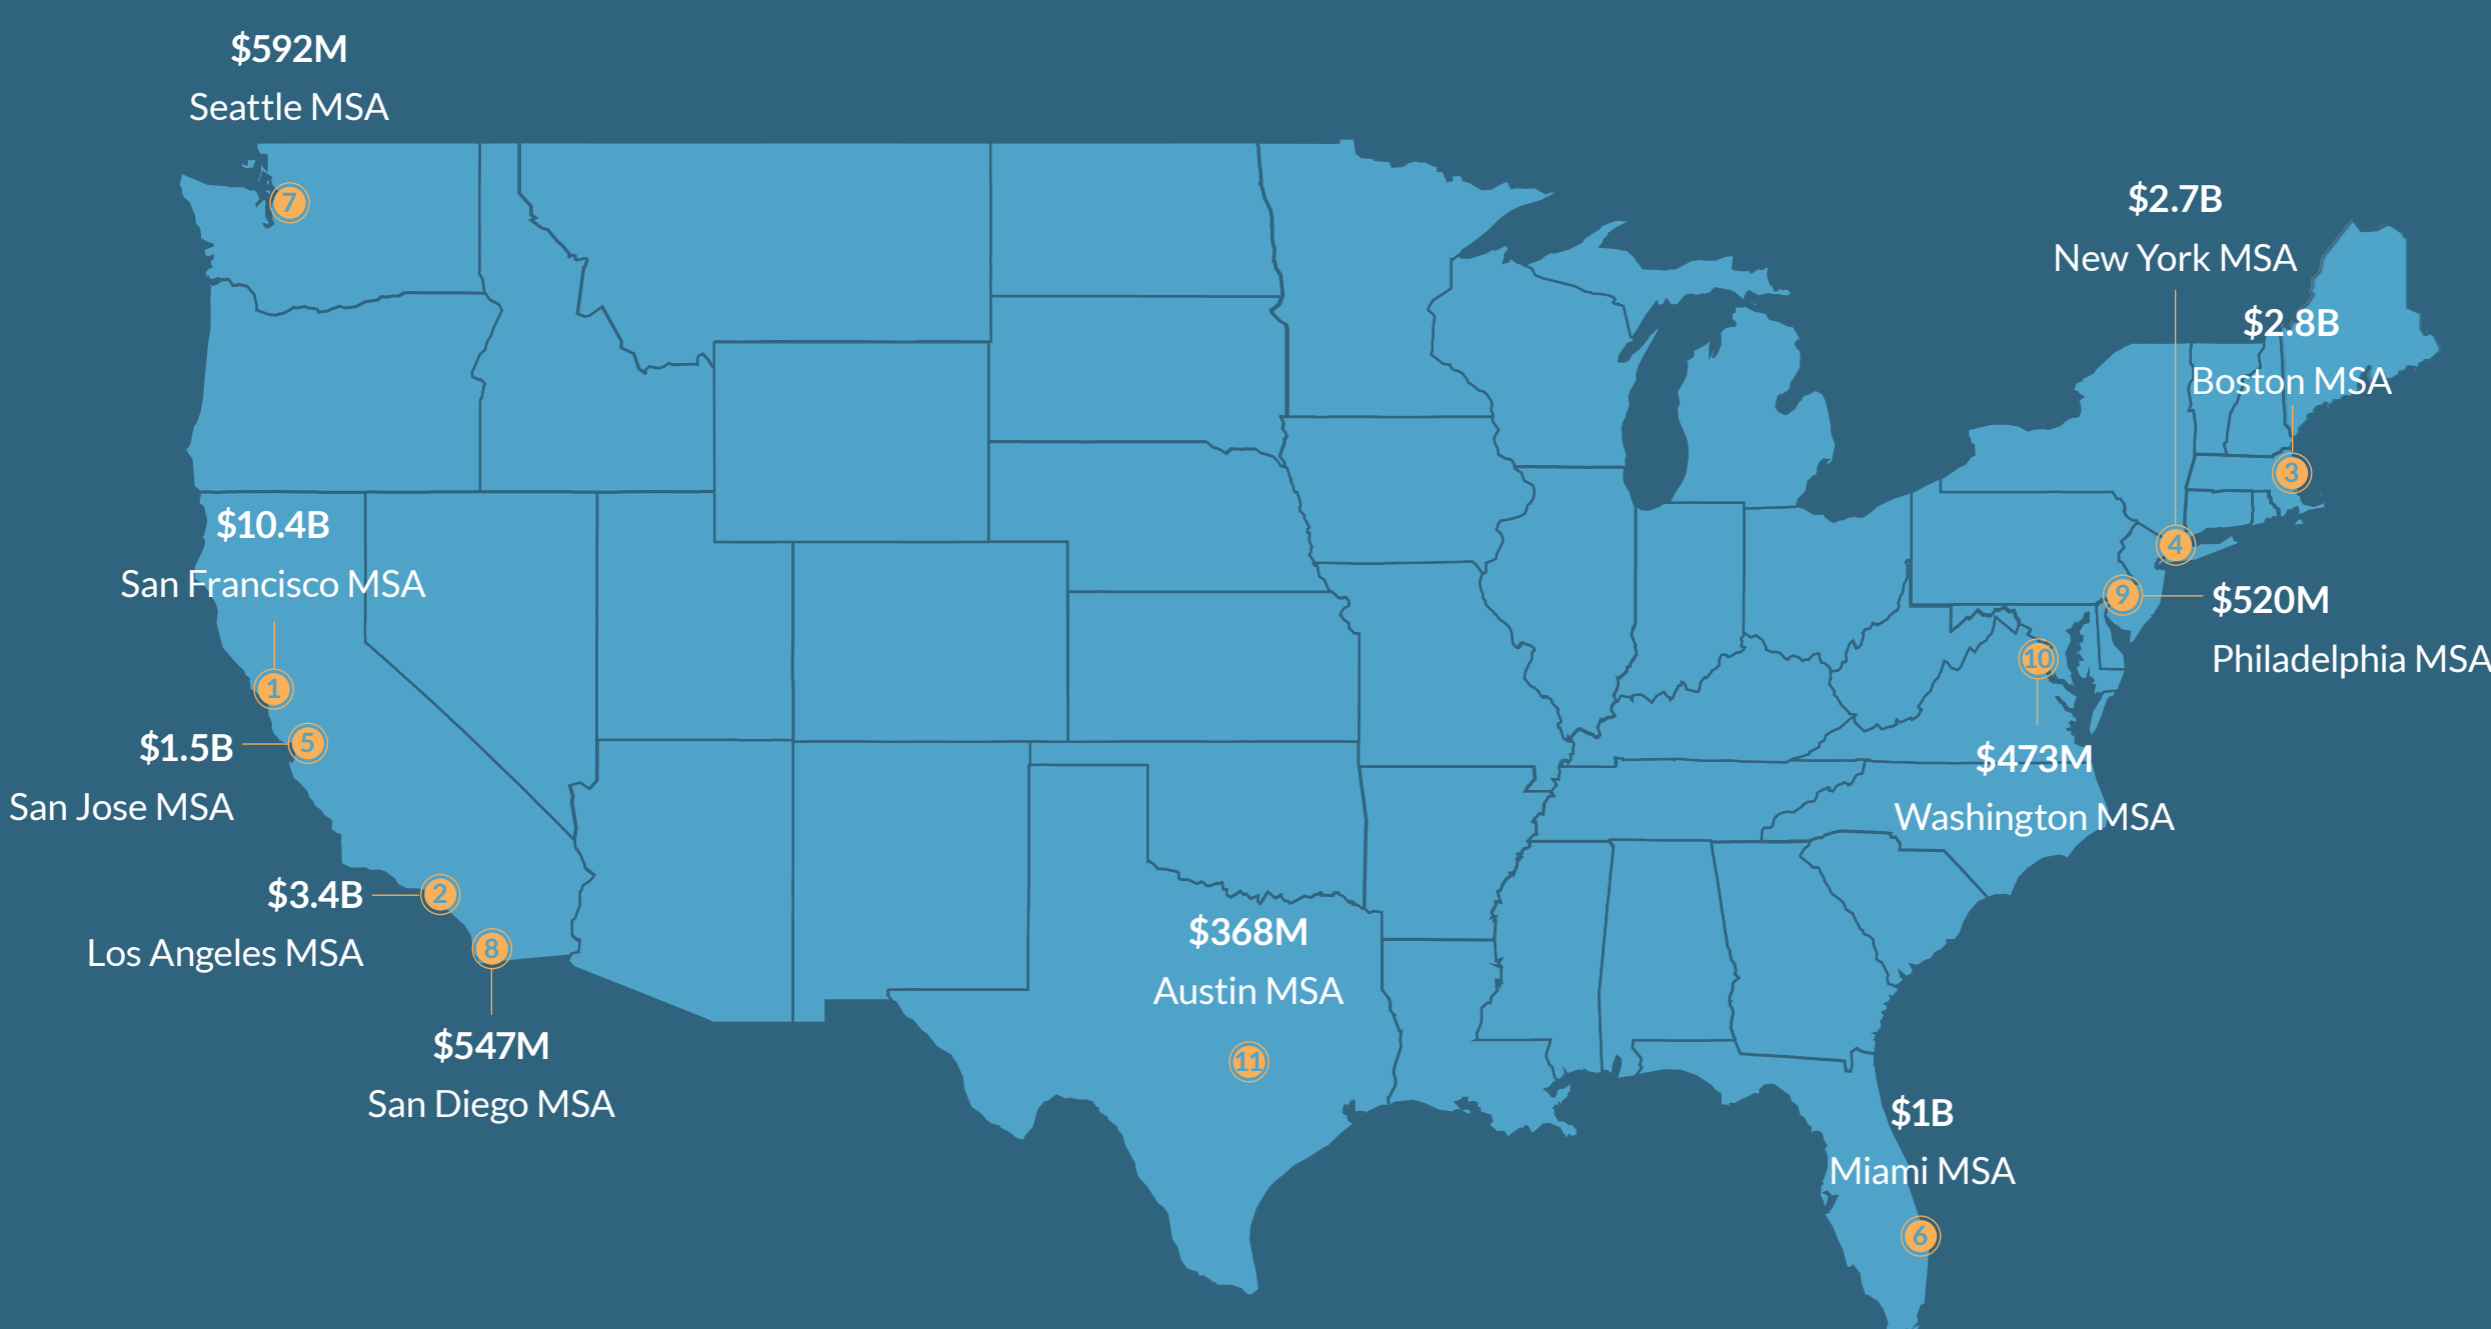 $592M
Seattle MSA
7
$2.7B
New York MSA
$2.8B
Boston MSA
3
4
$10.4B
San Francisco MSA
1
9
$520M
Philadelphia MSA
10
$473M
Washington MSA
$1.5B
San Jose MSA
5
$3.4B
Los Angeles MSA
2
8
$547M
San Diego MSA
$368M
Austin MSA
11
$1B
Miami MSA
6